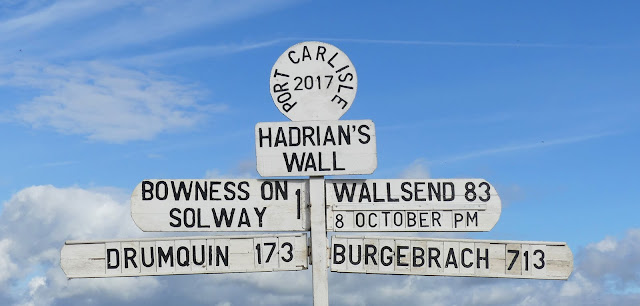 PORT CARLISLE
2017
HADRIAN'S
WALL
BOWNESS ON
SOLWAY 1
WALLSEND 83
8 OCTOBER PM
DRUMQUIN 173
BURGEBRACH 713